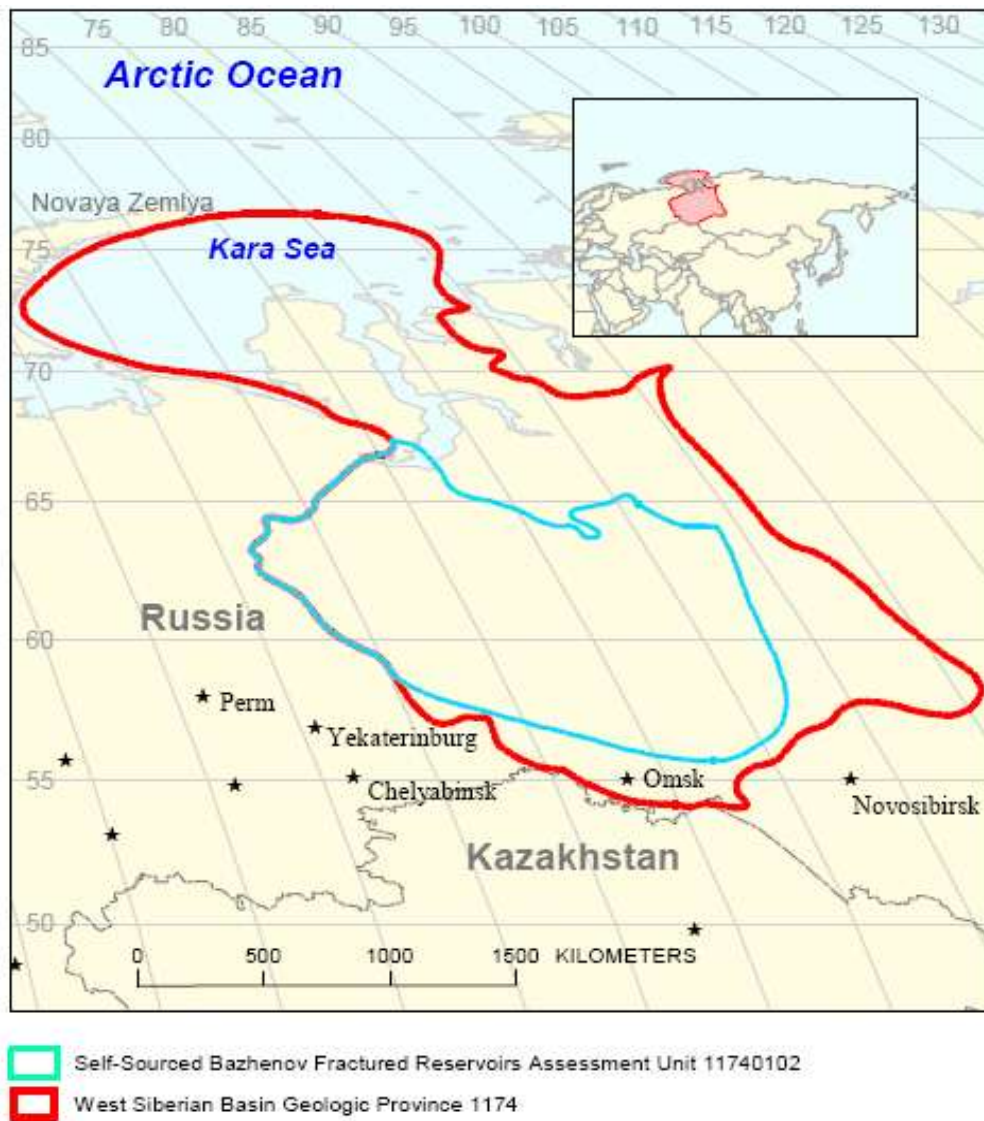 75 80 85 90 95 100 105 110 115 120 125 130
85
Arctic Ocean
80
Novaya Zemlya
75
Kara Sea
70
65
Russia
60
Perm
Yekaterinburg
55
Chelyabinsk
Omsk
Novosibirsk
Kazakhstan
50
0 500 1000 1500 KILOMETERS
Self-Sourced Bazhenov Fractured Reservoirs Assessment Unit 11740102
West Siberian Basin Geologic Province 1174